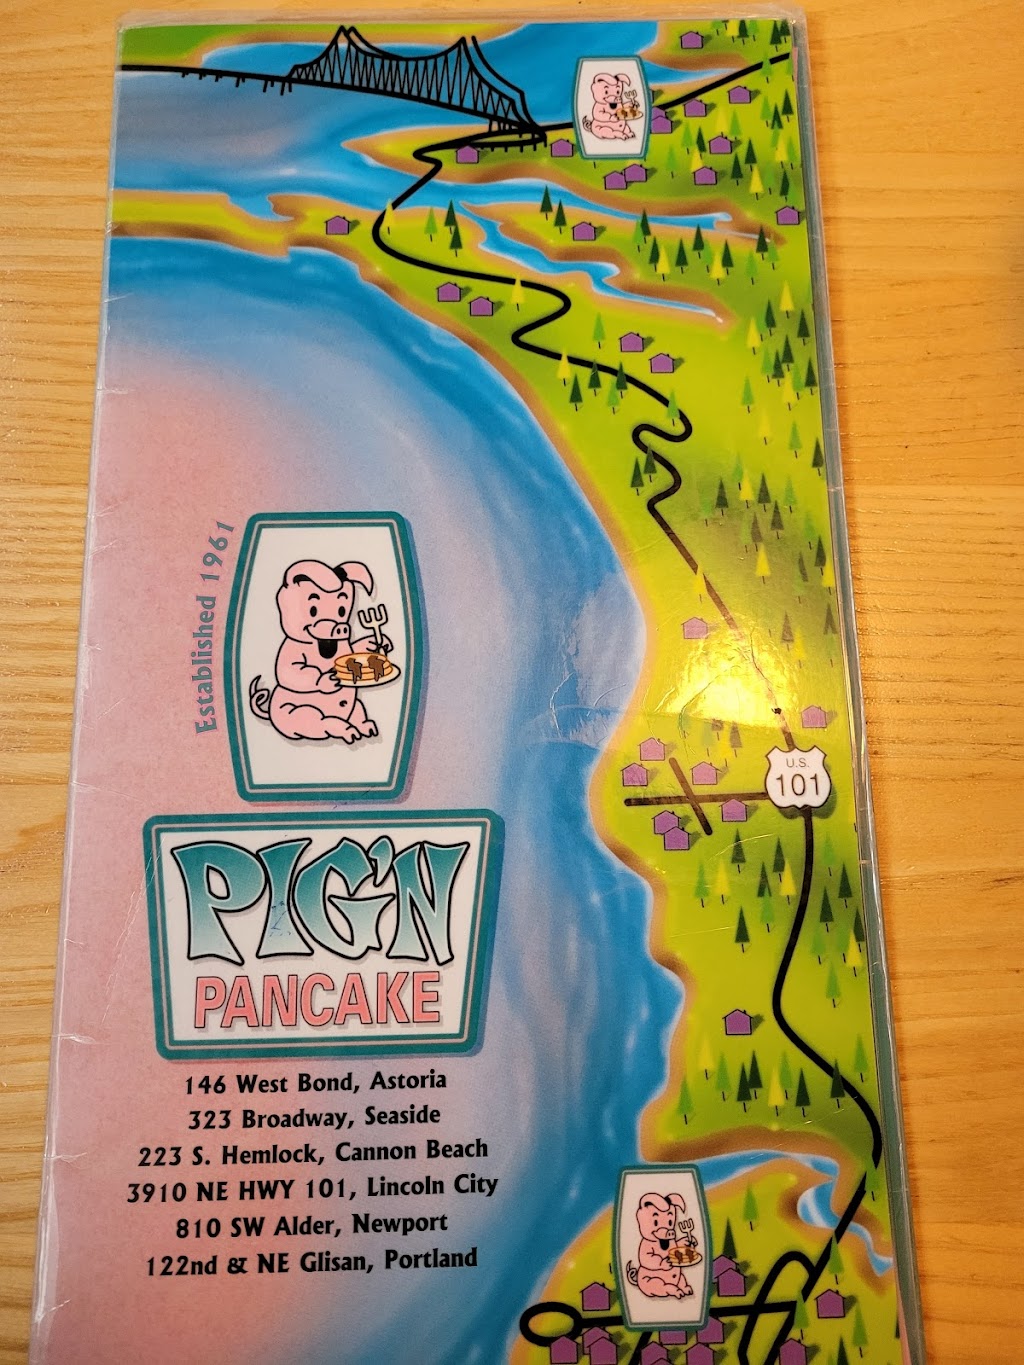 Established 1961
PIG'N
PANCAKE
146 West Bond, Astoria
323 Broadway, Seaside
223 S. Hemlock, Cannon Beach
3910 NE HWY 101, Lincoln City
810 SW Alder, Newport
122nd & NE Glisan, Portland
U.S.
101